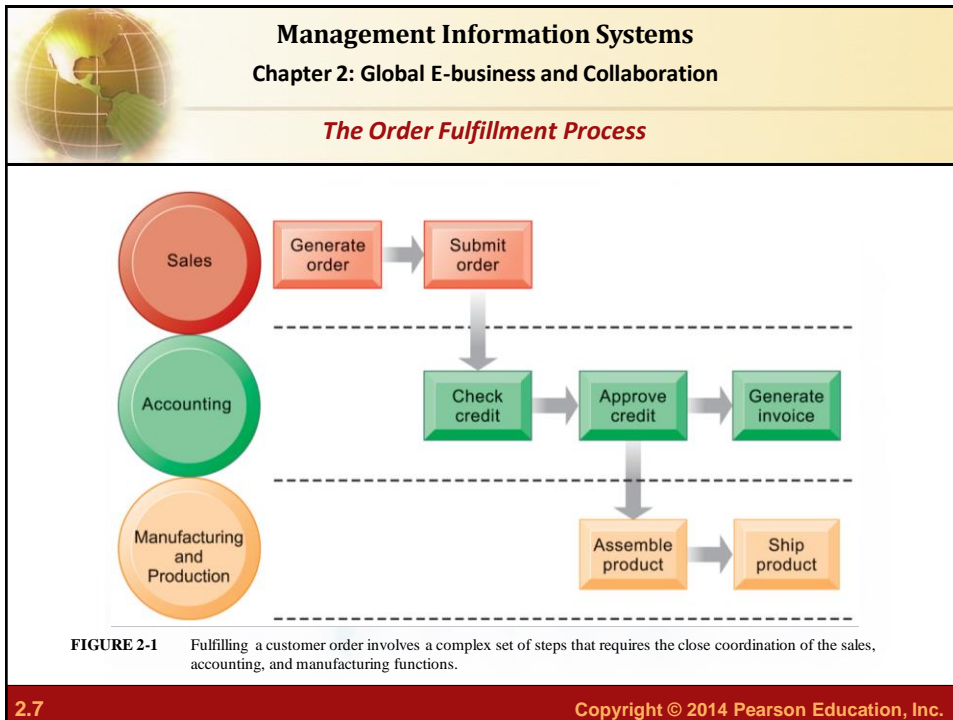 Management Information Systems
Chapter 2: Global E-business and Collaboration
The Order Fulfillment Process
Sales
Generate
order
Submit
order
Accounting
Check
credit
Approve
credit
Generate
invoice
Manufacturing
and
Production
Assemble
product
Ship
product
FIGURE 2-1 Fulfilling a customer order involves a complex set of steps that requires the close coordination of the sales,
accounting, and manufacturing functions.
2.7 Copyright © 2014 Pearson Education, Inc.